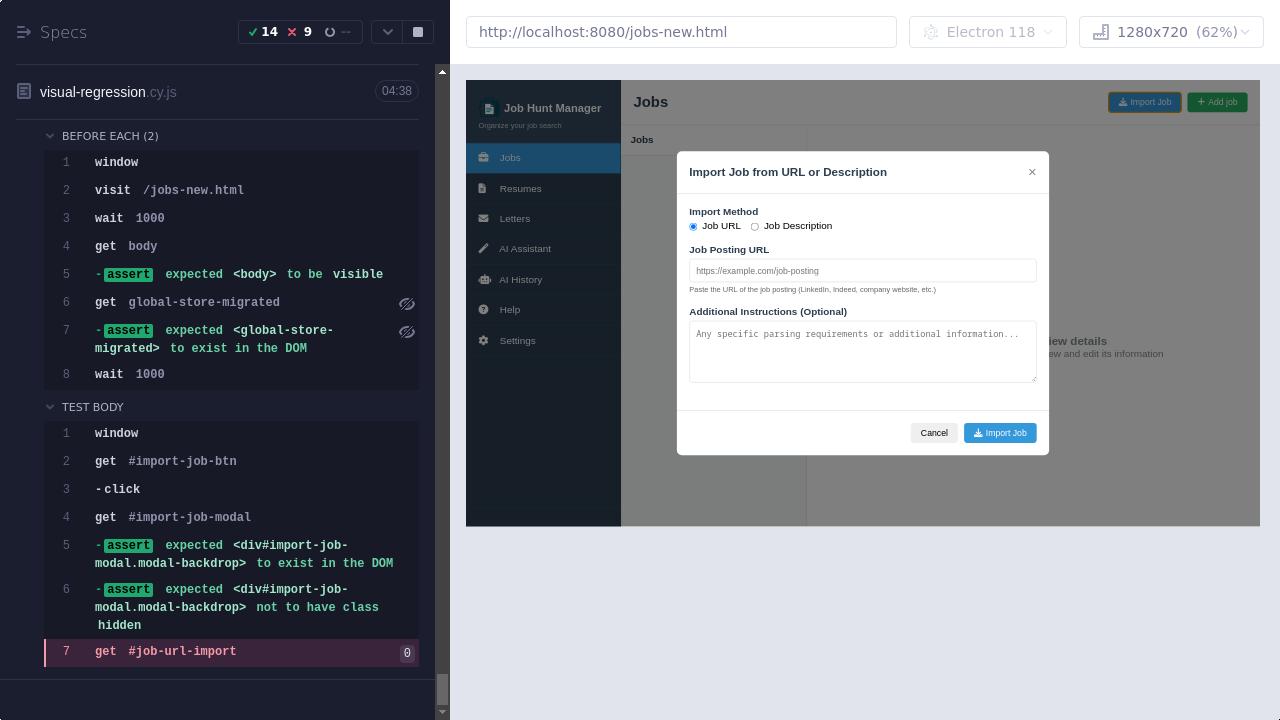 Specs
14 9 --
visual-regression.cy.js 04:38
BEFORE EACH (2)
1 window
2 visit /jobs-new.html
3 wait 1000
4 get body
5 -assert expected <body> to be visible
6 get global-store-migrated
7 -assert expected <global-store-
migrated> to exist in the DOM
8 wait 1000
TEST BODY
1 window
2 get #import-job-btn
3 -click
4 get #import-job-modal
5 -assert expected <div#import-job-
modal.modal-backdrop> to exist in the DOM
6 -assert expected <div#import-job-
modal.modal-backdrop> not to have class
hidden
7 get #job-url-import 0
http://localhost:8080/jobs-new.html
Electron 118
1280x720 (62%)
Job Hunt Manager
Organize your job search
Jobs
Resumes
Letters
AI Assistant
AI History
Help
Settings
Jobs
Import Job
+ Add job
Jobs
iew details
ew and edit its information
Import Job from URL or Description ×
Import Method
Job URL Job Description
Job Posting URL
https://example.com/job-posting
Paste the URL of the job posting (LinkedIn, Indeed, company website, etc.)
Additional Instructions (Optional)
Any specific parsing requirements or additional information...
Cancel Import Job